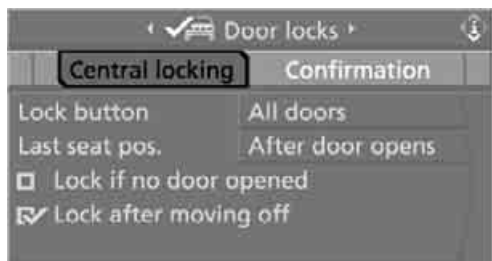 Door locks
Central locking Confirmation
Lock button All doors
Last seat pos. After door opens
Lock if no door opened
Lock after moving off